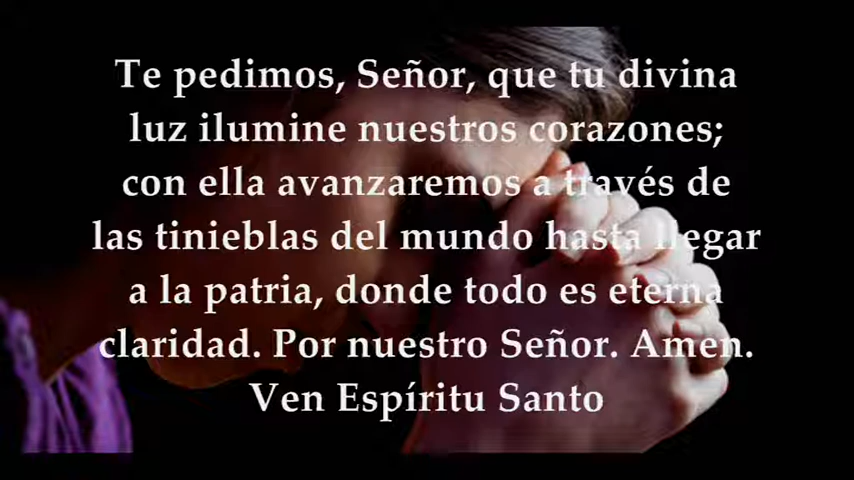 Te pedimos, Señor, que tu divina
luz ilumine nuestros corazones;
con ella avanzaremos a través de
las tinieblas del mundo hasta llegar
a la patria, donde todo es eterna
claridad. Por nuestro Señor. Amen.
Ven Espíritu Santo